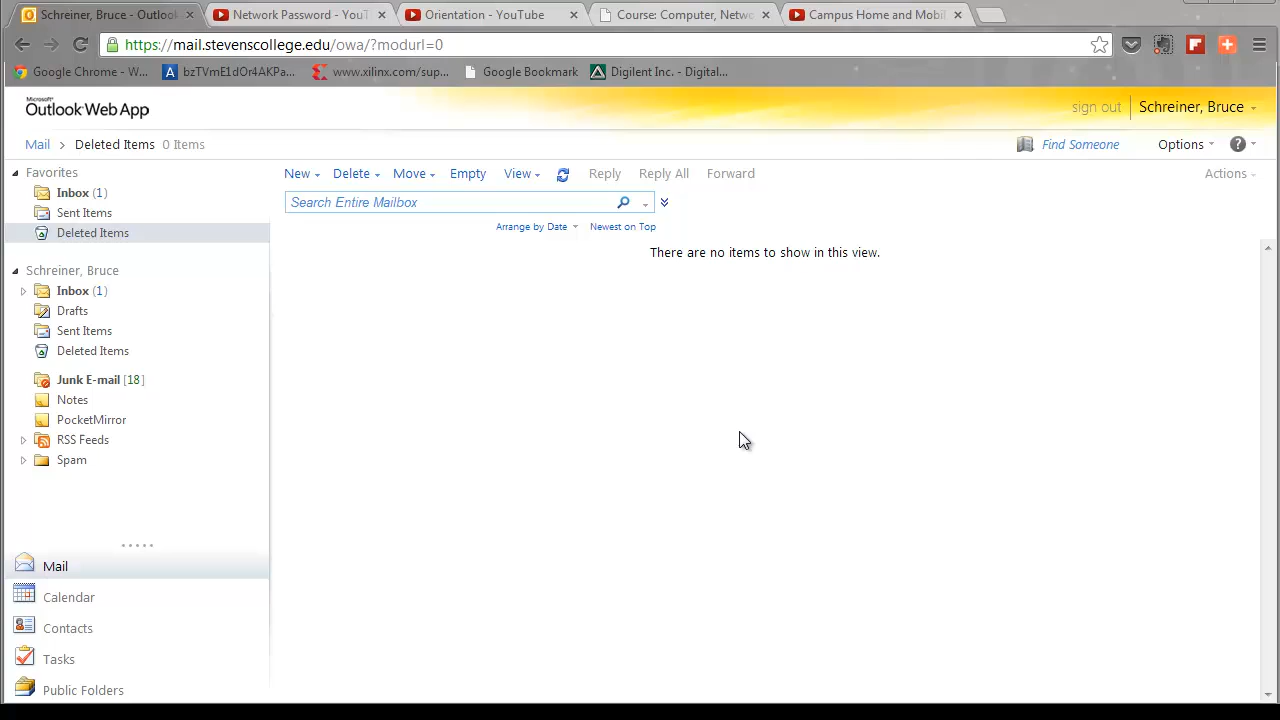 Schreiner, Bruce - Outlook
Network Password - YouT
Orientation - YouTube
Course: Computer, Netw
Campus Home and Mobil
https://mail.stevenscollege.edu/owa/?modurl=0
Google Chrome - W...
bzTVmE1dOr4AKPa...
www.xilinx.com/sup...
Google Bookmark
Digilent Inc. - Digital...
Microsoft
Outlook Web App
sign out
Schreiner, Bruce
Mail > Deleted Items 0 Items
Find Someone
Options
Favorites
Inbox (1)
Sent Items
Deleted Items
Schreiner, Bruce
Inbox (1)
Drafts
Sent Items
Deleted Items
Junk E-mail [18]
Notes
PocketMirror
RSS Feeds
Spam
Mail
Calendar
Contacts
Tasks
Public Folders
New Delete Move Empty View Reply Reply All Forward Actions
Search Entire Mailbox
Arrange by Date Newest on Top
There are no items to show in this view.